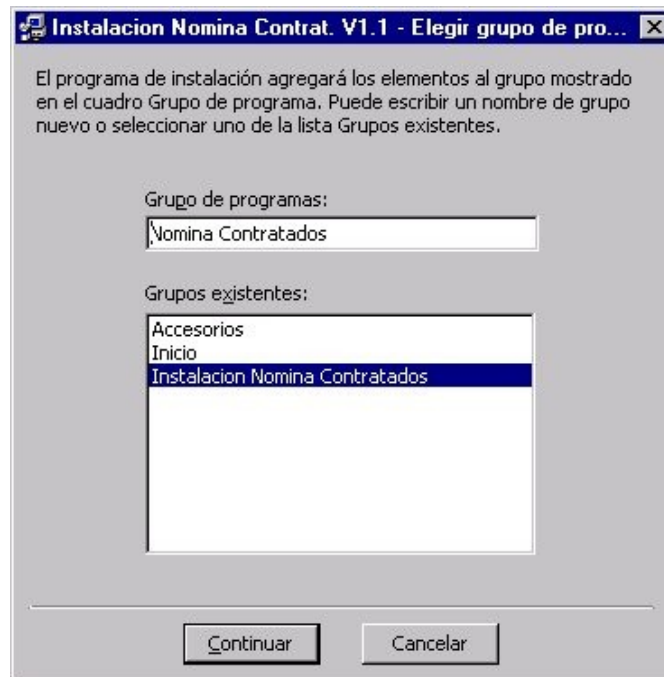 Instalacion Nomina Contrat. V1.1 - Elegir grupo de pro...
El programa de instalación agregará los elementos al grupo mostrado
en el cuadro Grupo de programa. Puede escribir un nombre de grupo
nuevo o seleccionar uno de la lista Grupos existentes.
Grupo de programas:
Nomina Contratados
Grupos existentes:
Accesorios
Inicio
Instalacion Nomina Contratados
Continuar
Cancelar